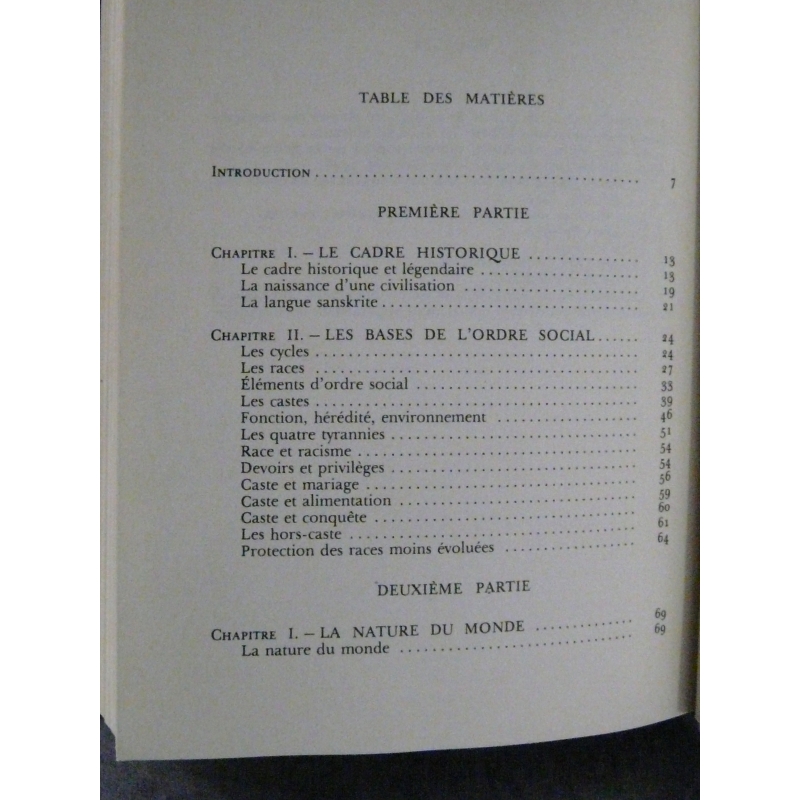 TABLE DES MATIÈRES
INTRODUCTION ........................................ 7
PREMIÈRE PARTIE
CHAPITRE I. – LE CADRE HISTORIQUE .............. 13
Le cadre historique et légendaire .................... 13
La naissance d'une civilisation ...................... 19
La langue sanskrite ................................ 21
CHAPITRE II. – LES BASES DE L'ORDRE SOCIAL ...... 24
Les cycles ........................................ 24
Les races ........................................ 27
Éléments d'ordre social ............................ 33
Les castes ........................................ 39
Fonction, hérédité, environnement .................. 46
Les quatre tyrannies .............................. 51
Race et racisme .................................. 54
Devoirs et privilèges .............................. 54
Caste et mariage .................................. 56
Caste et alimentation .............................. 59
Caste et conquête ................................ 60
Les hors-caste .................................... 61
Protection des races moins évoluées ................ 64
DEUXIÈME PARTIE
CHAPITRE I. – LA NATURE DU MONDE ............ 69
La nature du monde .............................. 69